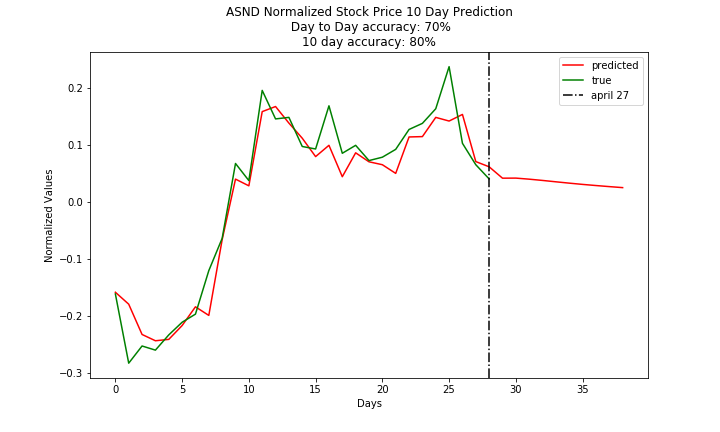 ASND Normalized Stock Price 10 Day Prediction
Day to Day accuracy: 70%
10 day accuracy: 80%
predicted
true
april 27
Normalized Values
0.2
0.1
0.0
−0.1
−0.2
−0.3
0 5 10 15 20 25 30 35
Days